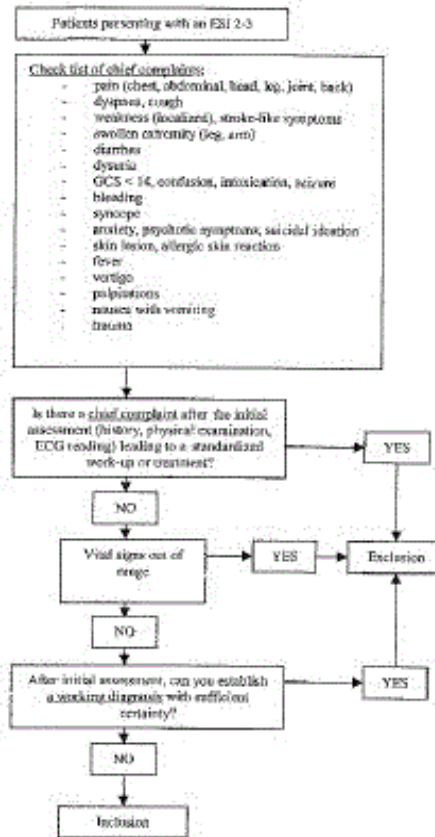 Patients presenting with an ESI 2-3
Check list of chief complaints:
- pain (chest, abdominal, head, leg, joint, back)
- dyspnea, cough
- weakness (localized), stroke-like symptoms
- swollen extremity (leg, arm)
- diarrhea
- dysuria
- GCS < 14, confusion, intoxication, seizure
- bleeding
- syncope
- anxiety, psychotic symptoms, suicidal ideation
- skin lesion, allergic skin reaction
- fever
- vertigo
- palpitations
- nausea with vomiting
- trauma
Is there a chief complaint after the initial
assessment (history, physical examination,
ECG reading) leading to a standardized
work-up or treatment?
YES
NO
Vital signs out of
range
YES
Exclusion
NO
After initial assessment, can you establish
a working diagnosis with sufficient
certainty?
YES
NO
Inclusion